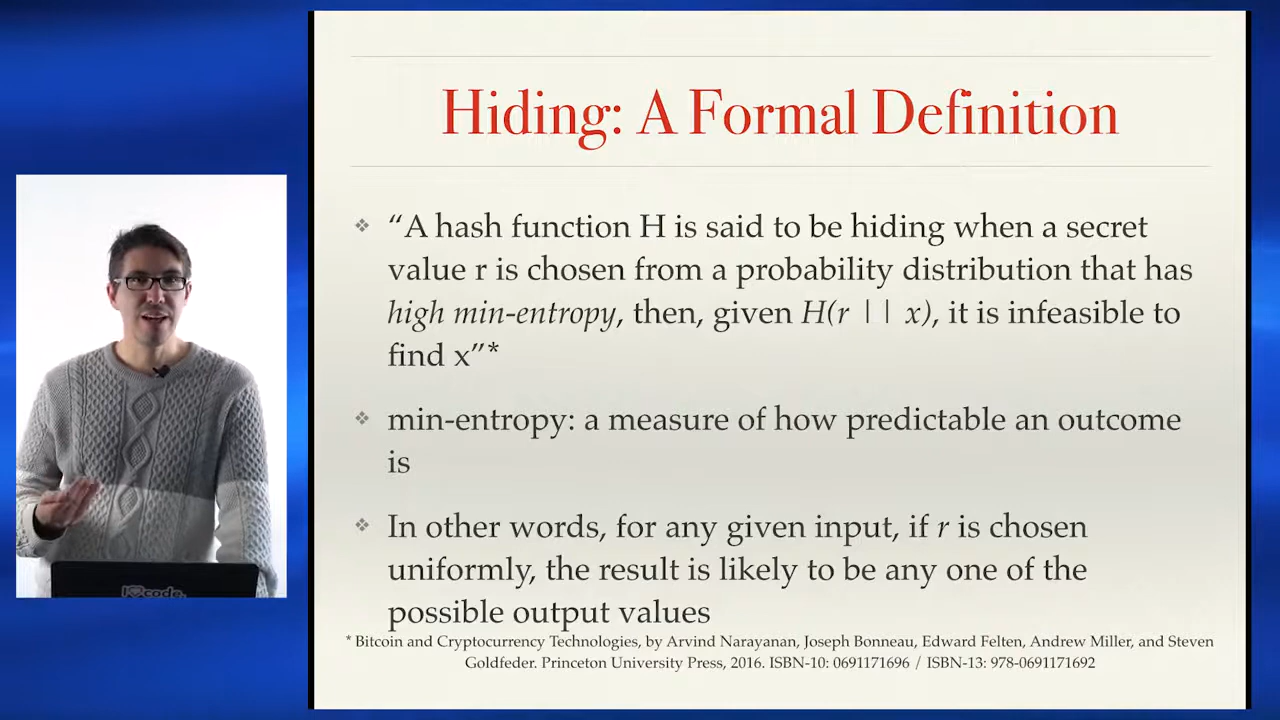 Hiding: A Formal Definition
❖ “A hash function H is said to be hiding when a secret
value r is chosen from a probability distribution that has
high min-entropy, then, given H(r || x), it is infeasible to
find x”*
❖ min-entropy: a measure of how predictable an outcome
is
❖ In other words, for any given input, if r is chosen
uniformly, the result is likely to be any one of the
possible output values
* Bitcoin and Cryptocurrency Technologies, by Arvind Narayanan, Joseph Bonneau, Edward Felten, Andrew Miller, and Steven
Goldfeder. Princeton University Press, 2016. ISBN-10: 0691171696 / ISBN-13: 978-0691171692
I♥code.